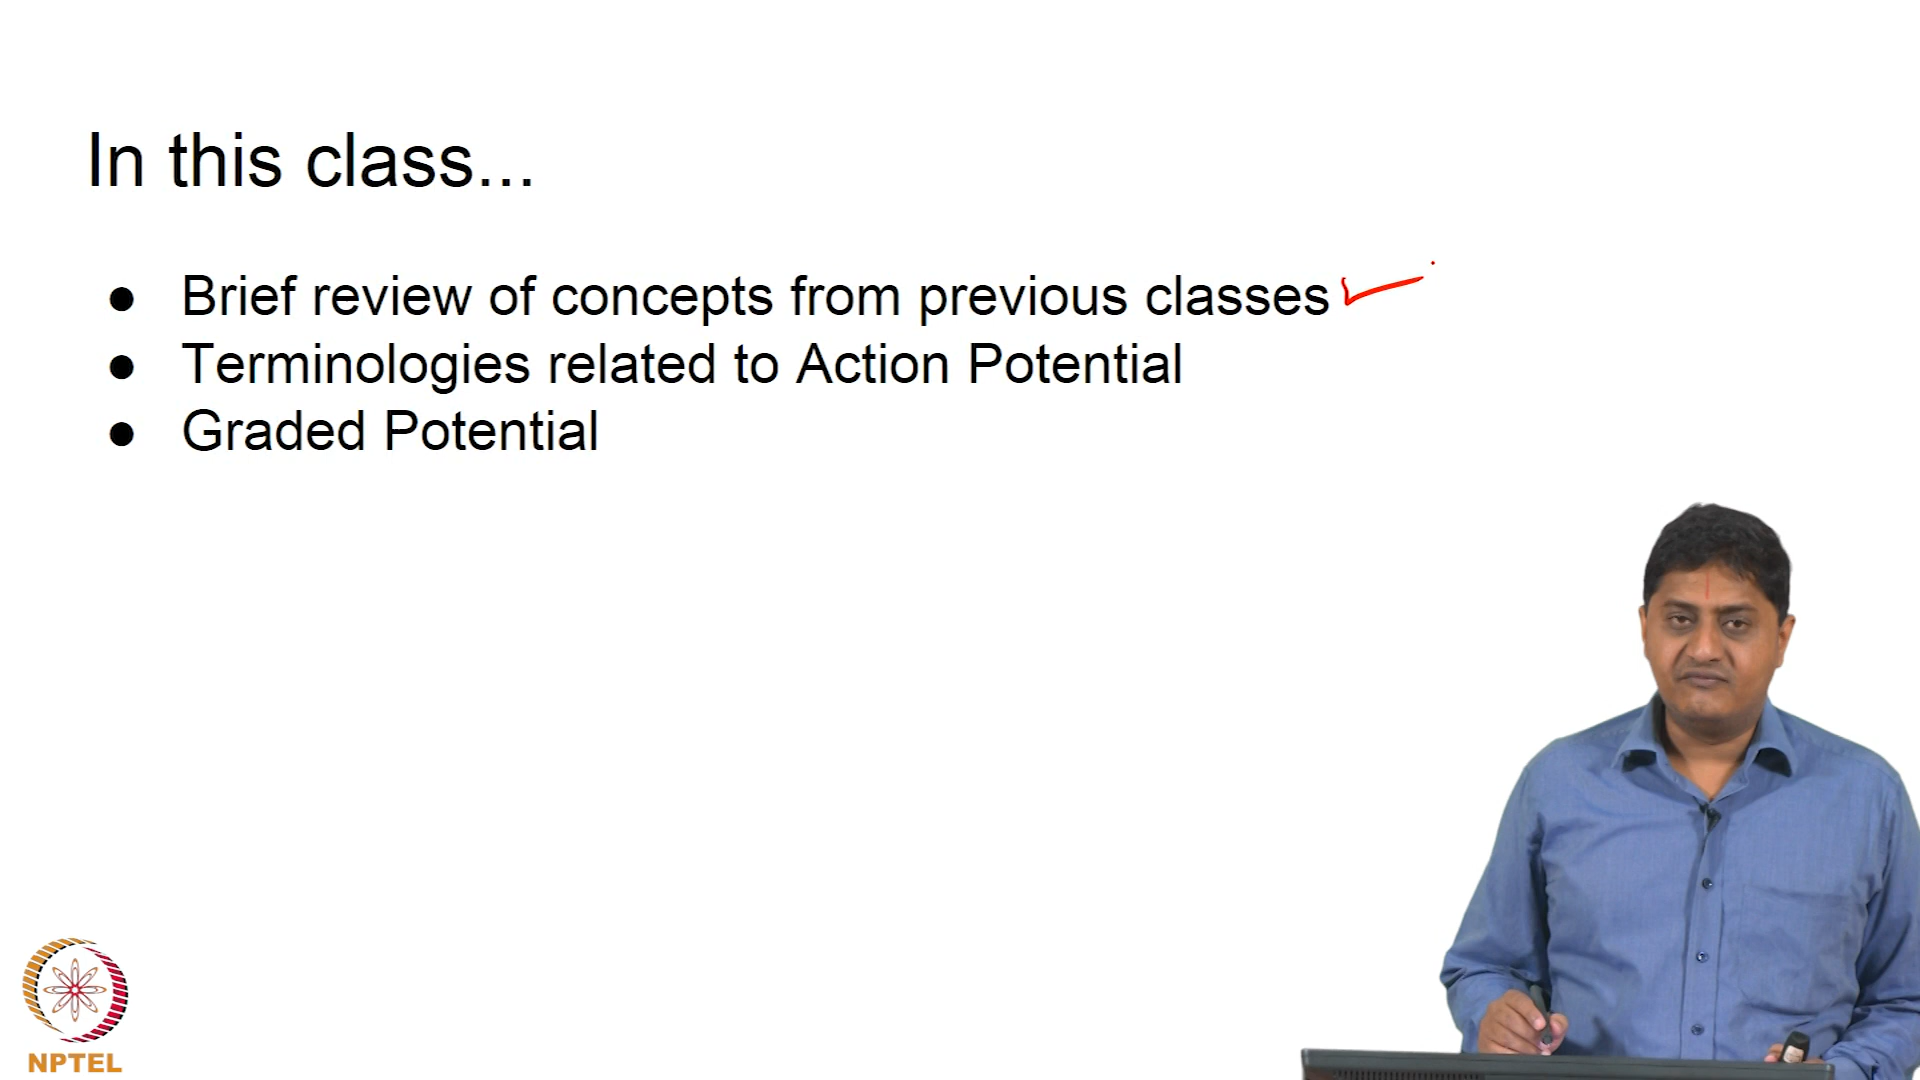 In this class...
● Brief review of concepts from previous classes
● Terminologies related to Action Potential
● Graded Potential
NPTEL